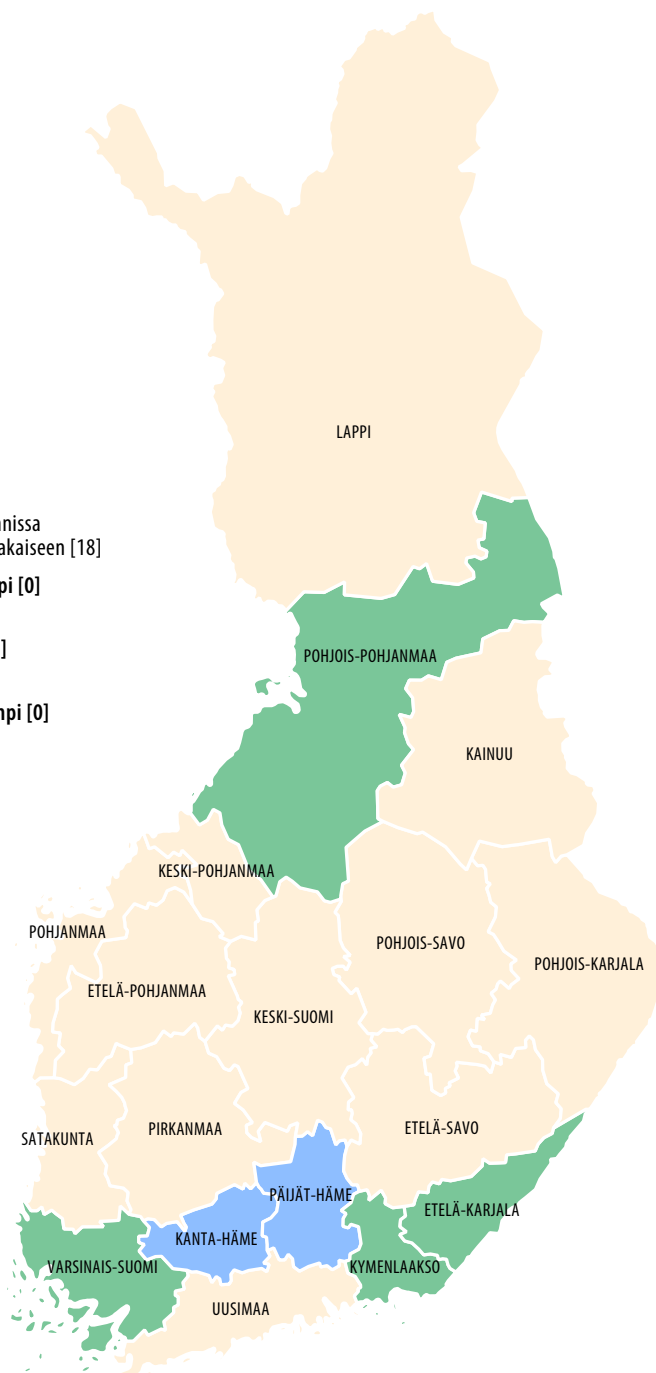 LAPPI
nissa
akaiseen [18]
pi [0]
]
npi [0]
POHJOIS-POHJANMAA
KAINUU
KESKI-POHJANMAA
POHJANMAA
POHJOIS-SAVO
POHJOIS-KARJALA
ETELÄ-POHJANMAA
KESKI-SUOMI
SATAKUNTA
PIRKANMAA
ETELÄ-SAVO
PÄIJÄT-HÄME
ETELÄ-KARJALA
KANTA-HÄME
VARSINAIS-SUOMI
KYMENLAAKSO
UUSIMAA